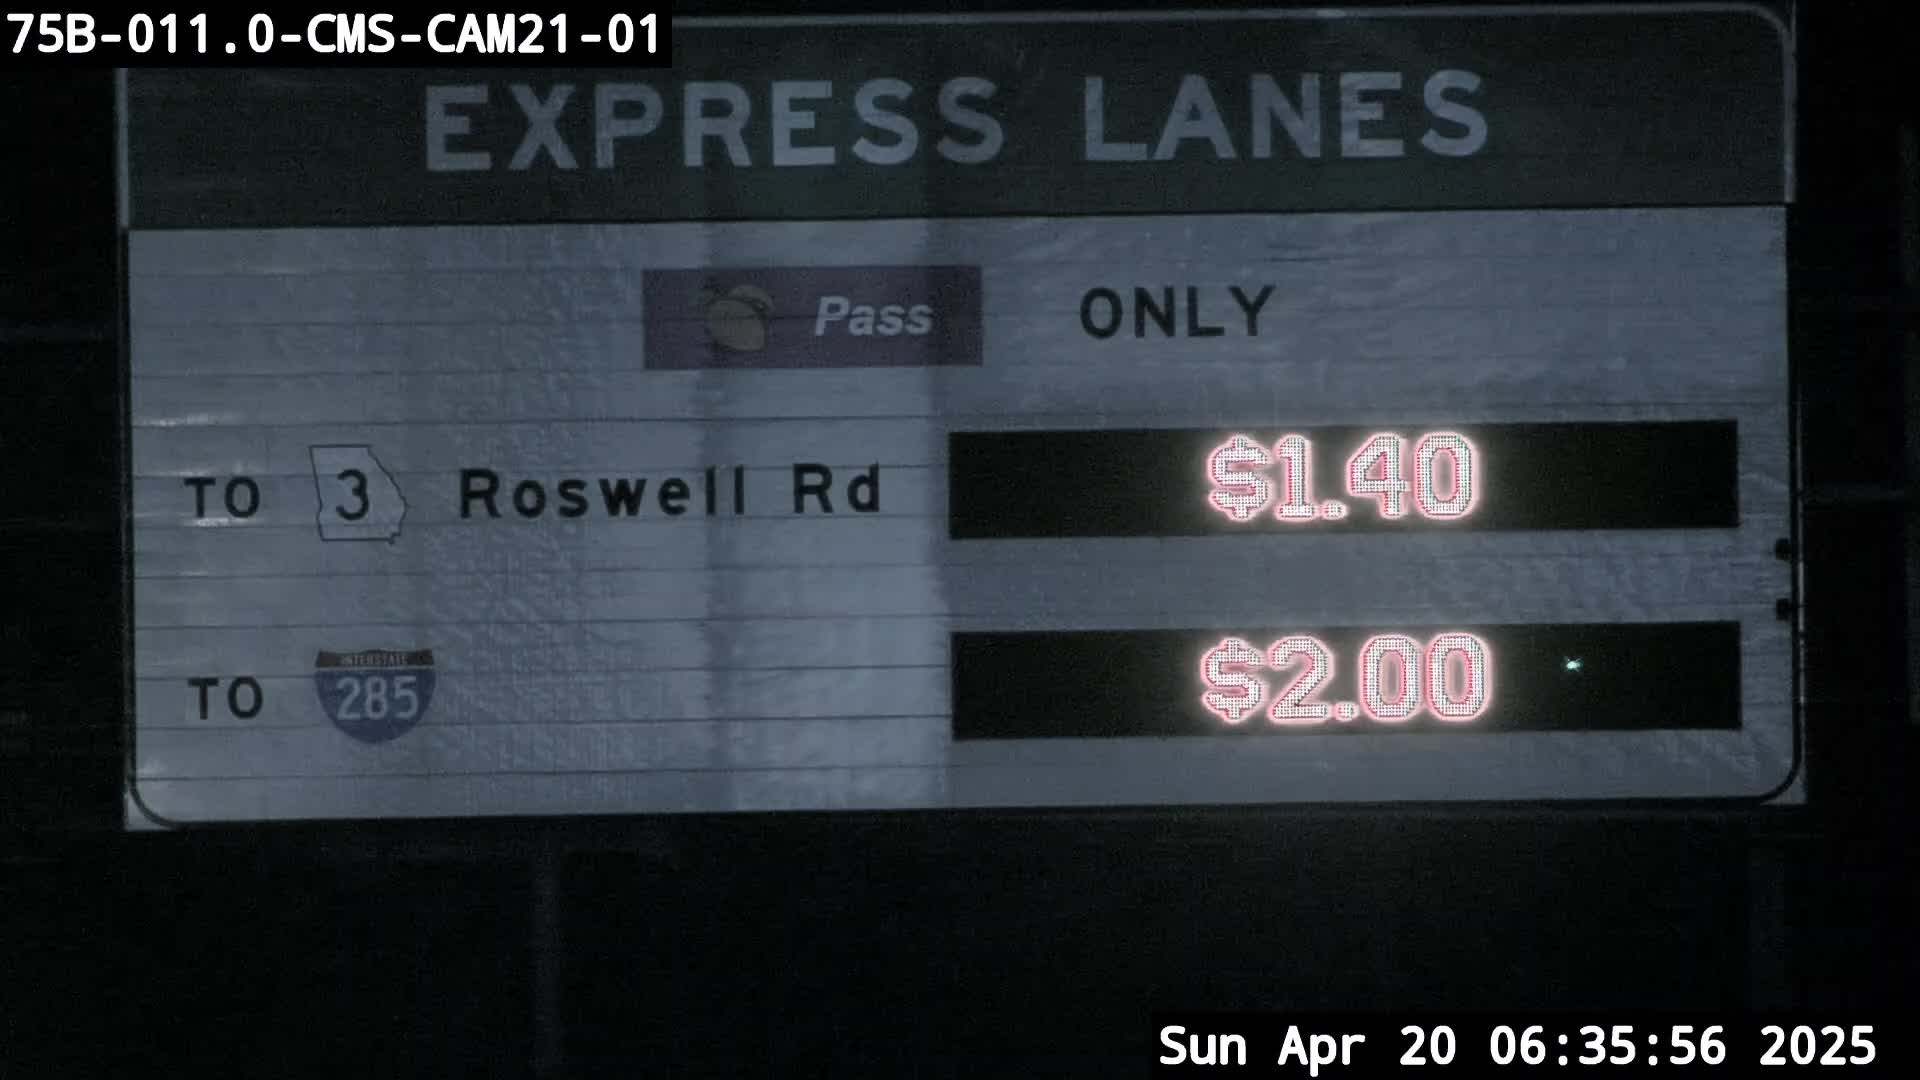 75B-011.0-CMS-CAM21-01
EXPRESS LANES
Pass ONLY
TO 3 Roswell Rd $1.40
TO INTERSTATE 285 $2.00
Sun Apr 20 06:35:56 2025